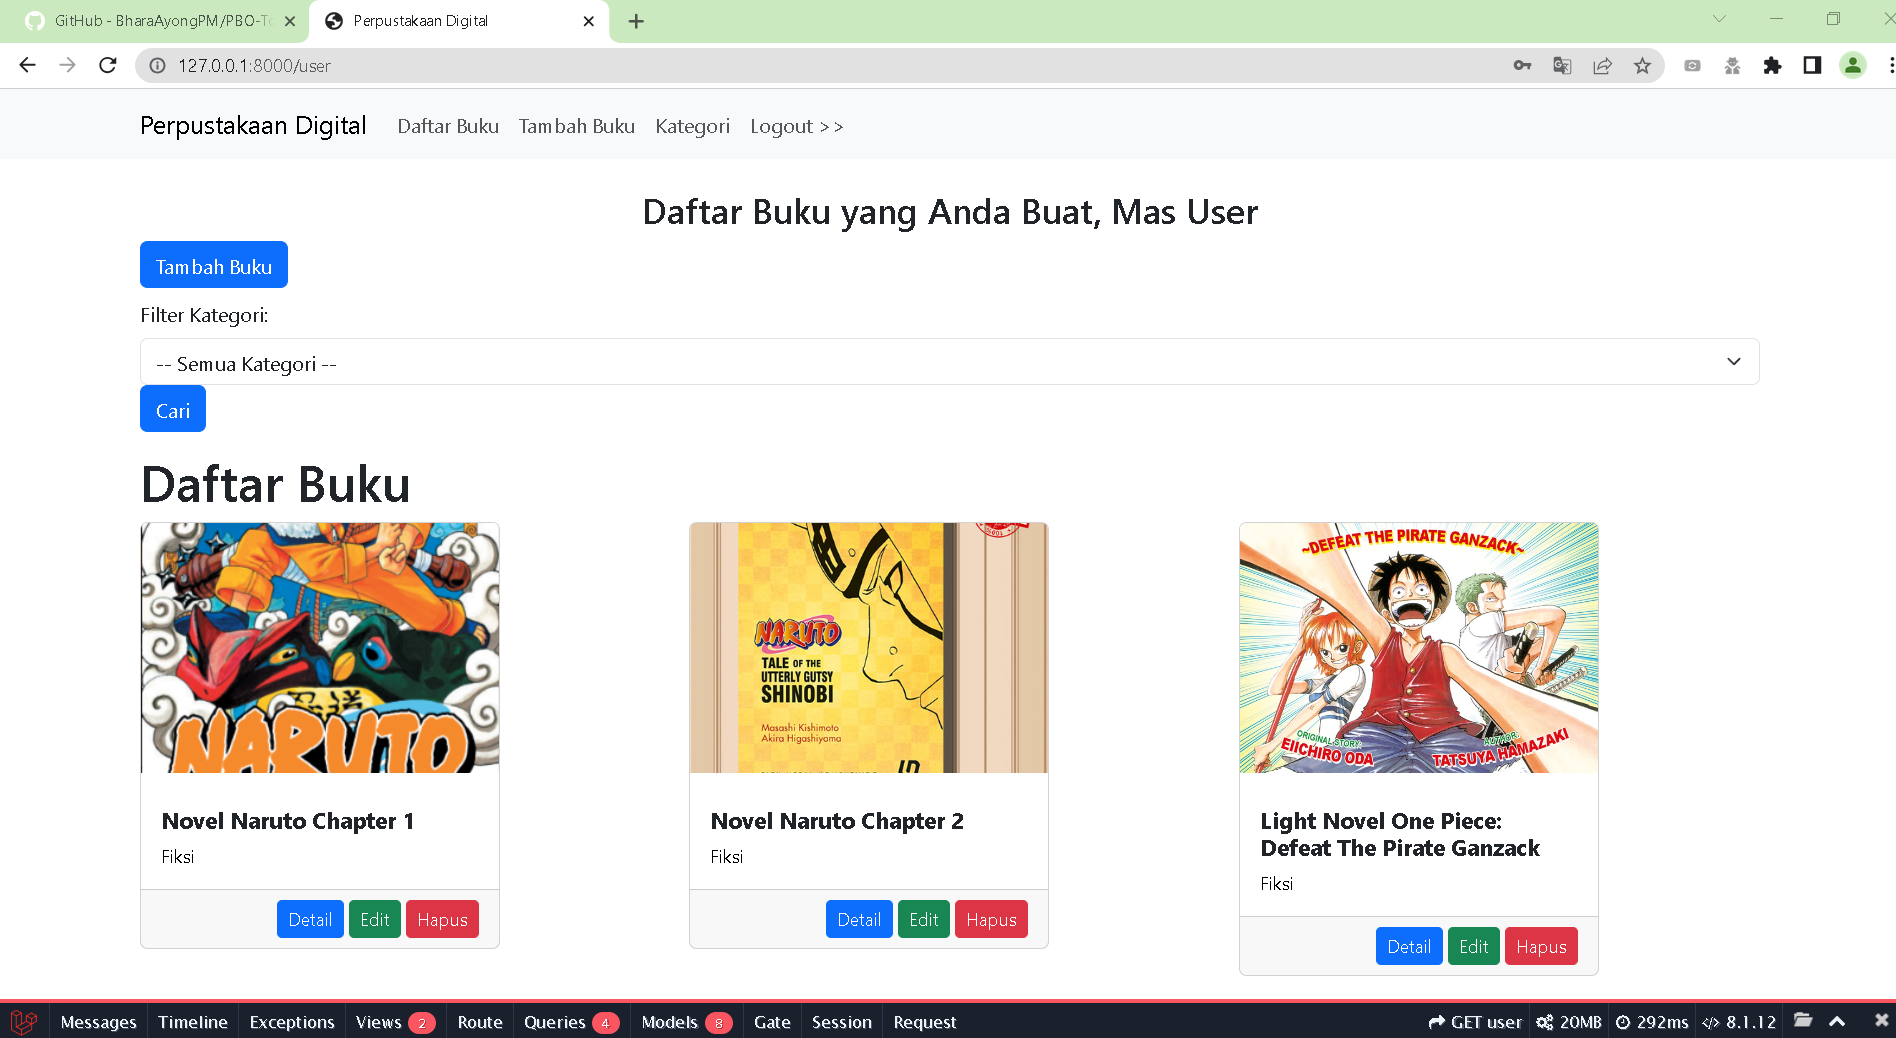 GitHub - BharaAyongPM/PBO-To
Perpustakaan Digital
127.0.0.1:8000/user
Perpustakaan Digital
Daftar Buku
Tambah Buku
Kategori
Logout >>
Daftar Buku yang Anda Buat, Mas User
Tambah Buku
Filter Kategori:
-- Semua Kategori --
Cari
Daftar Buku
NARUTO
NARUTO
TALE OF THE
UTTERLY GUTSY
SHINOBI
Masashi Kishimoto
Akira Higashiyama
~DEFEAT THE PIRATE GANZACK~
ORIGINAL STORY:
EIICHIRO ODA
AUTHOR:
TATSUYA HAMAZAKI
Novel Naruto Chapter 1
Fiksi
Detail Edit Hapus
Novel Naruto Chapter 2
Fiksi
Detail Edit Hapus
Light Novel One Piece:
Defeat The Pirate Ganzack
Fiksi
Detail Edit Hapus
Messages Timeline Exceptions Views 2 Route Queries 4 Models 8 Gate Session Request GET user 20MB 292ms 8.1.12